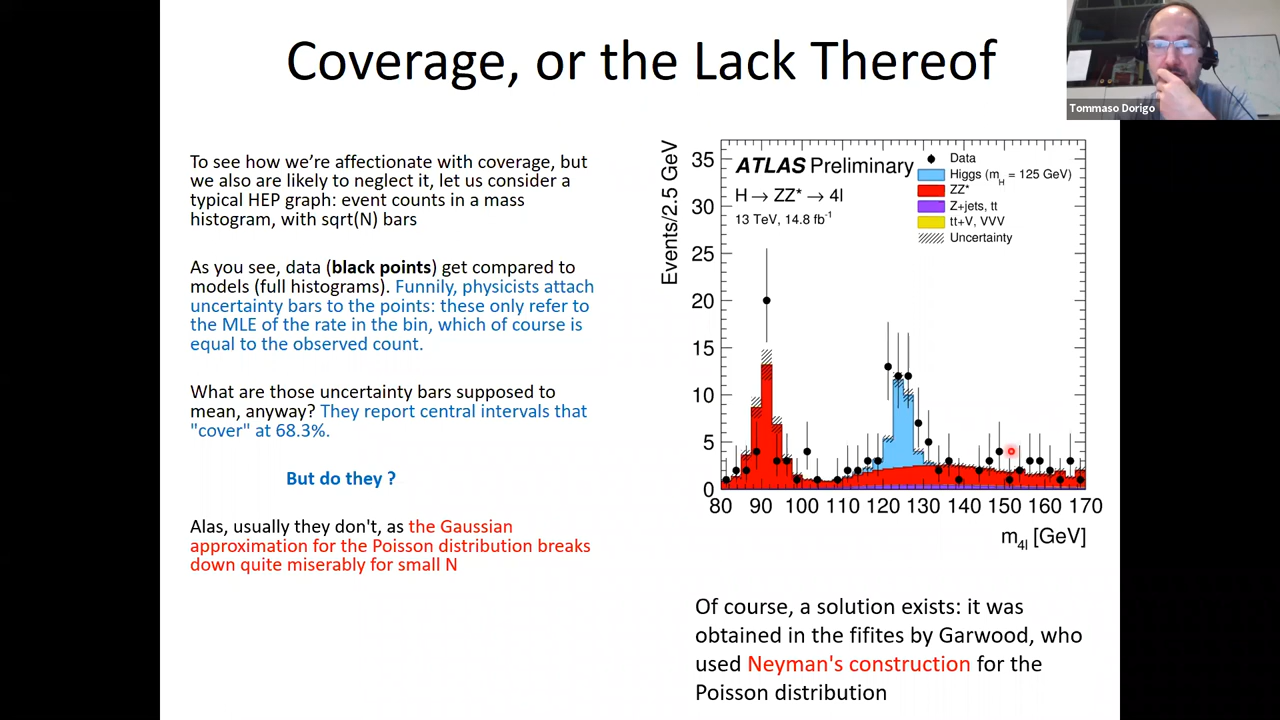 Coverage, or the Lack Thereof
Tommaso Dorigo
To see how we're affectionate with coverage, but
we also are likely to neglect it, let us consider a
typical HEP graph: event counts in a mass
histogram, with sqrt(N) bars
As you see, data (black points) get compared to
models (full histograms). Funnily, physicists attach
uncertainty bars to the points: these only refer to
the MLE of the rate in the bin, which of course is
equal to the observed count.
What are those uncertainty bars supposed to
mean, anyway? They report central intervals that
"cover" at 68.3%.
But do they ?
Alas, usually they don't, as the Gaussian
approximation for the Poisson distribution breaks
down quite miserably for small N
Events/2.5 GeV
35
30
25
20
15
10
5
0
ATLAS Preliminary
H → ZZ* → 4l
13 TeV, 14.8 fb-1
Data
Higgs (mH = 125 GeV)
ZZ*
Z+jets, tt
tt+V, VVV
Uncertainty
80 90 100 110 120 130 140 150 160 170
m4l [GeV]
Of course, a solution exists: it was
obtained in the fifites by Garwood, who
used Neyman's construction for the
Poisson distribution